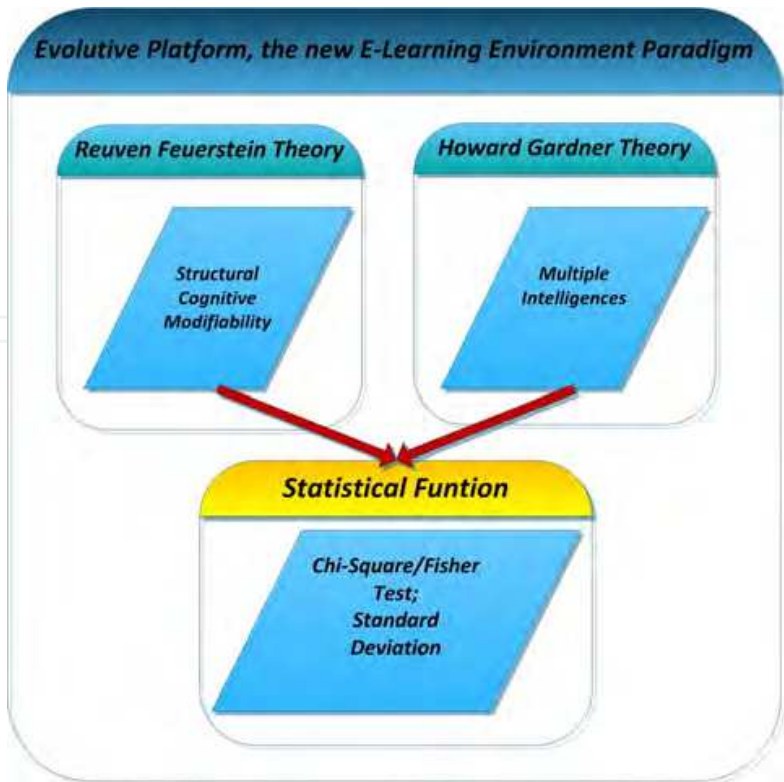 Evolutive Platform, the new E-Learning Environment Paradigm
Reuven Feuerstein Theory
Structural
Cognitive
Modifiability
Howard Gardner Theory
Multiple
Intelligences
Statistical Funtion
Chi-Square/Fisher
Test;
Standard
Deviation